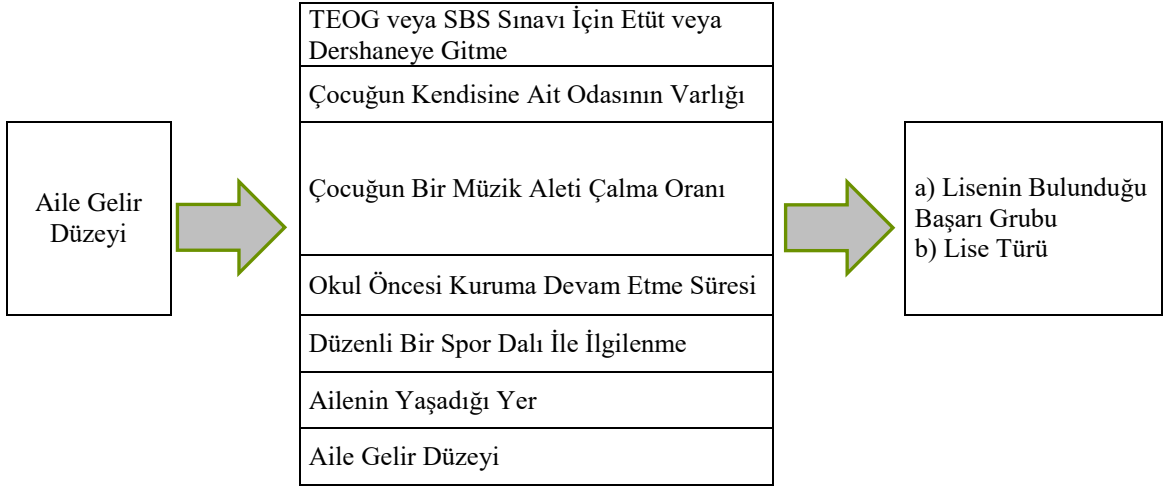 Aile Gelir
Düzeyi
TEOG veya SBS Sınavı İçin Etüt veya
Dershaneye Gitme
Çocuğun Kendisine Ait Odasının Varlığı
Çocuğun Bir Müzik Aleti Çalma Oranı
Okul Öncesi Kuruma Devam Etme Süresi
Düzenli Bir Spor Dalı İle İlgilenme
Ailenin Yaşadığı Yer
Aile Gelir Düzeyi
a) Lisenin Bulunduğu
Başarı Grubu
b) Lise Türü